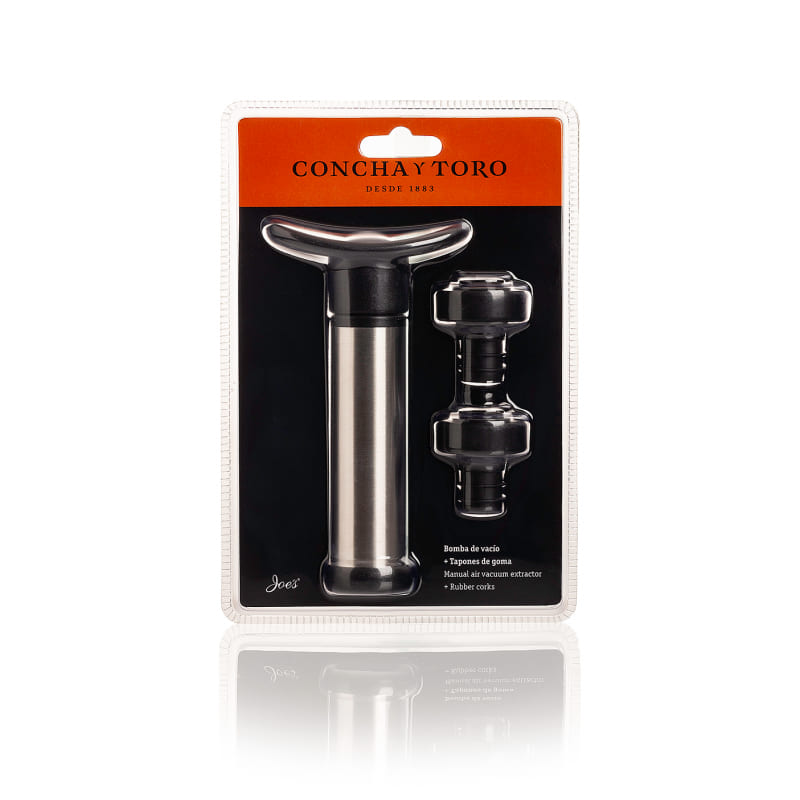 CONCHA Y TORO
DESDE 1883
Bomba de vacío
+ Tapones de goma
Manual air vacuum extractor
+ Rubber corks
Joe's